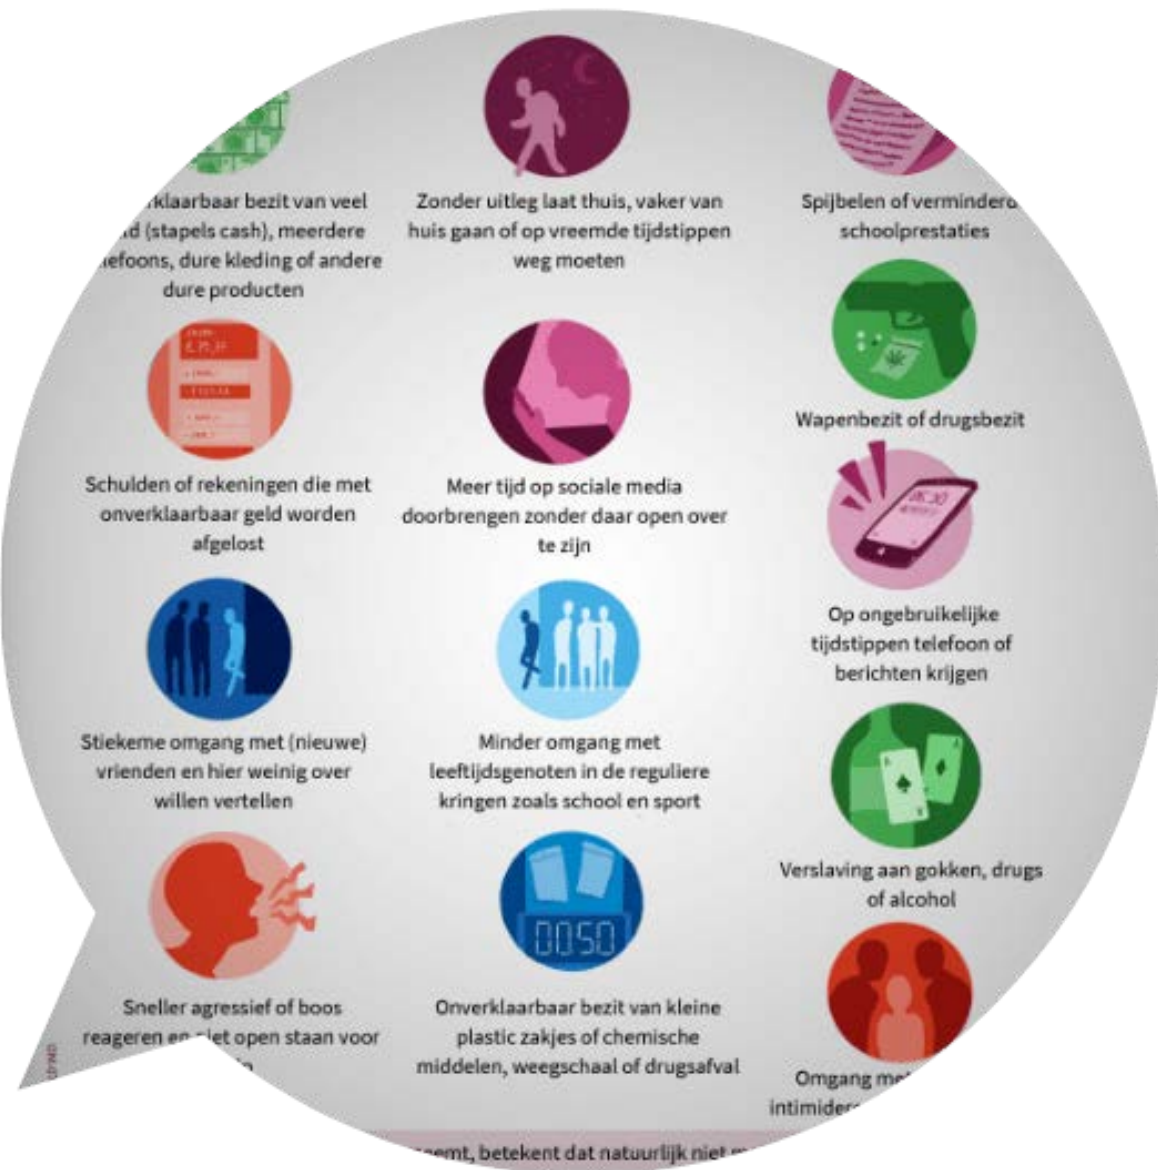 bezit van veel
(stapels cash), meerdere
dure kleding of andere
dure producten
Zonder uitleg laat thuis, vaker van
huis gaan of op vreemde tijdstippen
weg moeten
Spijbelen of
schoolprestaties
Schulden of rekeningen die met
onverklaarbaar geld worden
afgelost
Meer tijd op sociale media
doorbrengen zonder daar open over
te zijn
Wapenbezit of drugsbezit
Op ongebruikelijke
tijdstippen telefoon of
berichten krijgen
Stiekeme omgang met (nieuwe)
vrienden en hier weinig over
willen vertellen
Minder omgang met
leeftijdsgenoten in de reguliere
kringen zoals school en sport
Verslaving aan gokken, drugs
of alcohol
Sneller agressief of boos
reageren en niet open staan voor
0050
Onverklaarbaar bezit van kleine
plastic zakjes of chemische
middelen, weegschaal of drugsafval
Omgang
betekent dat natuurlijk niet